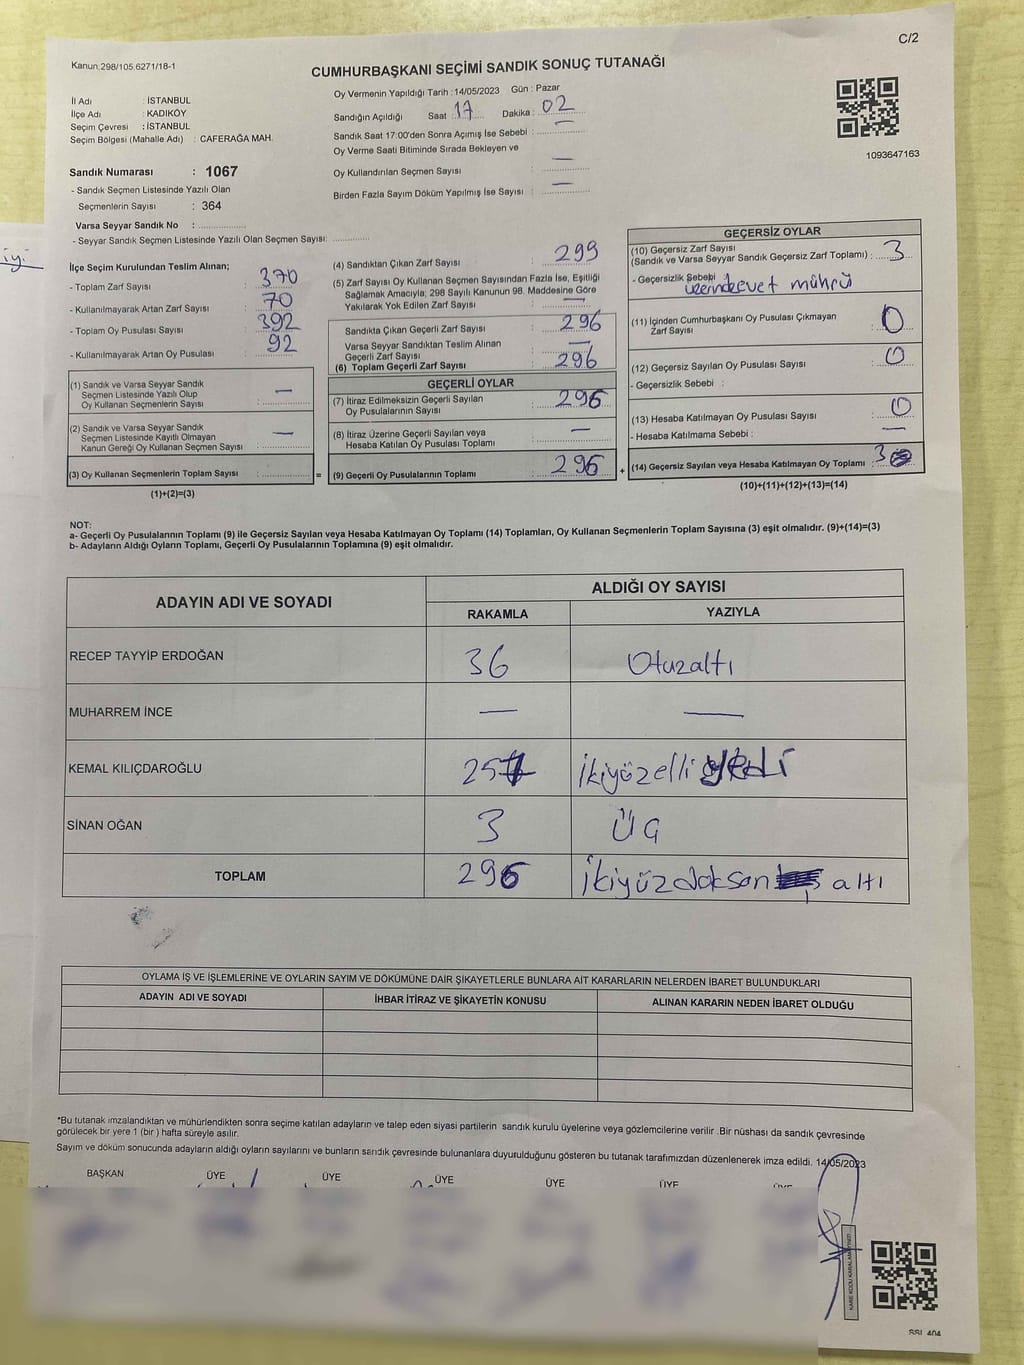 C/2
Kanun:298/105.6271/18-1
CUMHURBAŞKANI SEÇİMİ SANDIK SONUÇ TUTANAĞI
İl Adı : İSTANBUL
İlçe Adı : KADIKÖY
Seçim Çevresi : İSTANBUL
Seçim Bölgesi (Mahalle Adı) : CAFERAĞA MAH.
Sandık Numarası : 1067
- Sandık Seçmen Listesinde Yazılı Olan
Seçmenlerin Sayısı : 364
Varsa Seyyar Sandık No :
- Seyyar Sandık Seçmen Listesinde Yazılı Olan Seçmen Sayısı:
Oy Vermenin Yapıldığı Tarih : 14/05/2023 Gün : Pazar
Sandığın Açıldığı Saat 17 Dakika : 02
Sandık Saat 17:00'den Sonra Açımış İse Sebebi : —
Oy Verme Saati Bitiminde Sırada Bekleyen ve
Oy Kullandırılan Seçmen Sayısı : —
Birden Fazla Sayım Döküm Yapılmış İse Sayısı : —
1093647163
iyi
İlçe Seçim Kurulundan Teslim Alınan;
- Toplam Zarf Sayısı : 370
- Kullanılmayarak Artan Zarf Sayısı : 70
- Toplam Oy Pusulası Sayısı : 392
- Kullanılmayarak Artan Oy Pusulası : 92
(1) Sandık ve Varsa Seyyar Sandık
Seçmen Listesinde Yazılı Olup
Oy Kullanan Seçmenlerin Sayısı : —
(2) Sandık ve Varsa Seyyar Sandık
Seçmen Listesinde Kayıtlı Olmayan
Kanun Gereği Oy Kullanan Seçmen Sayısı : —
(3) Oy Kullanan Seçmenlerin Toplam Sayısı : =
(1)+(2)=(3)
(4) Sandıktan Çıkan Zarf Sayısı : 299
(5) Zarf Sayısı Oy Kullanan Seçmen Sayısından Fazla İse, Eşitliği
Sağlamak Amacıyla; 298 Sayılı Kanunun 98. Maddesine Göre
Yakılarak Yok Edilen Zarf Sayısı : —
Sandıkta Çıkan Geçerli Zarf Sayısı : 296
Varsa Seyyar Sandıktan Teslim Alınan
Geçerli Zarf Sayısı : —
(6) Toplam Geçerli Zarf Sayısı : 296
GEÇERLİ OYLAR
(7) İtiraz Edilmeksizin Geçerli Sayılan
Oy Pusulalarının Sayısı : 296
(8) İtiraz Üzerine Geçerli Sayılan veya
Hesaba Katılan Oy Pusulası Toplamı : —
(9) Geçerli Oy Pusulalarının Toplamı : 296 +
GEÇERSİZ OYLAR
(10) Geçersiz Zarf Sayısı
(Sandık ve Varsa Seyyar Sandık Geçersiz Zarf Toplamı) : 3
- Geçersizlik Sebebi :
üzerinde evet mührü
(11) İçinden Cumhurbaşkanı Oy Pusulası Çıkmayan
Zarf Sayısı : 0
(12) Geçersiz Sayılan Oy Pusulası Sayısı : 0
- Geçersizlik Sebebi :
(13) Hesaba Katılmayan Oy Pusulası Sayısı : 0
- Hesaba Katılmama Sebebi : —
(14) Geçersiz Sayılan veya Hesaba Katılmayan Oy Toplamı : 3
(10)+(11)+(12)+(13)=(14)
NOT:
a- Geçerli Oy Pusulalarının Toplamı (9) ile Geçersiz Sayılan veya Hesaba Katılmayan Oy Toplamı (14) Toplamları, Oy Kullanan Seçmenlerin Toplam Sayısına (3) eşit olmalıdır. (9)+(14)=(3)
b- Adayların Aldığı Oyların Toplamı, Geçerli Oy Pusulalarının Toplamına (9) eşit olmalıdır.
ADAYIN ADI VE SOYADI ALDIĞI OY SAYISI
RAKAMLA YAZIYLA
RECEP TAYYİP ERDOĞAN 36 Otuzaltı
MUHARREM İNCE — —
KEMAL KILIÇDAROĞLU 257 İkiyüzelli yedi
SİNAN OĞAN 3 ÜÇ
TOPLAM 296 İkiyüzdoksan altı
OYLAMA İŞ VE İŞLEMLERİNE VE OYLARIN SAYIM VE DÖKÜMÜNE DAİR ŞİKAYETLERLE BUNLARA AİT KARARLARIN NELERDEN İBARET BULUNDUKLARI
ADAYIN ADI VE SOYADI İHBAR İTİRAZ VE ŞİKAYETİN KONUSU ALINAN KARARIN NEDEN İBARET OLDUĞU
*Bu tutanak imzalandıktan ve mühürlendikten sonra seçime katılan adayların ve talep eden siyasi partilerin sandık kurulu üyelerine veya gözlemcilerine verilir .Bir nüshası da sandık çevresinde
görülecek bir yere 1 (bir) hafta süreyle asılır.
Sayım ve döküm sonucunda adayların aldığı oyların sayılarını ve bunların sandık çevresinde bulunanlara duyurulduğunu gösteren bu tutanak tarafımızdan düzenlenerek imza edildi. 14/05/2023
BAŞKAN ÜYE ÜYE ÜYE ÜYE ÜYE ÜYE